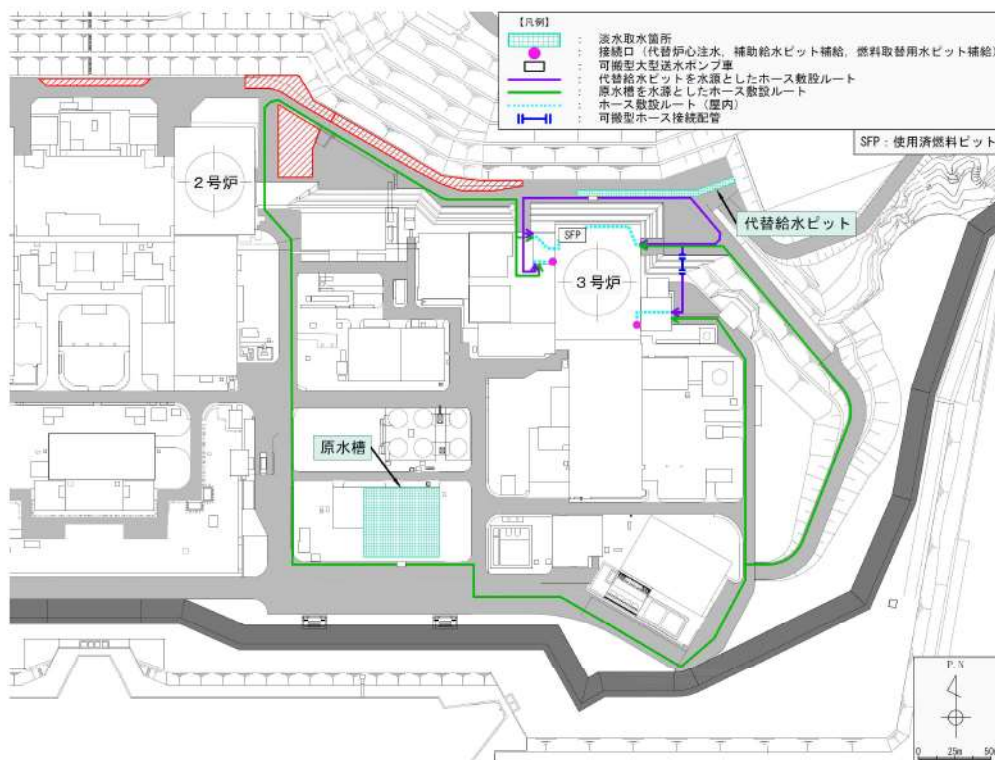 【凡例】
： 淡水取水箇所
： 接続口（代替炉心注水，補助給水ピット補給，燃料取替用水ピット補給）
： 可搬型大型送水ポンプ車
： 代替給水ピットを水源としたホース敷設ルート
： 原水槽を水源としたホース敷設ルート
： ホース敷設ルート（屋内）
： 可搬型ホース接続配管
SFP：使用済燃料ピット
2号炉
代替給水ピット
SFP
3号炉
原水槽
P.N
0 25m 50m